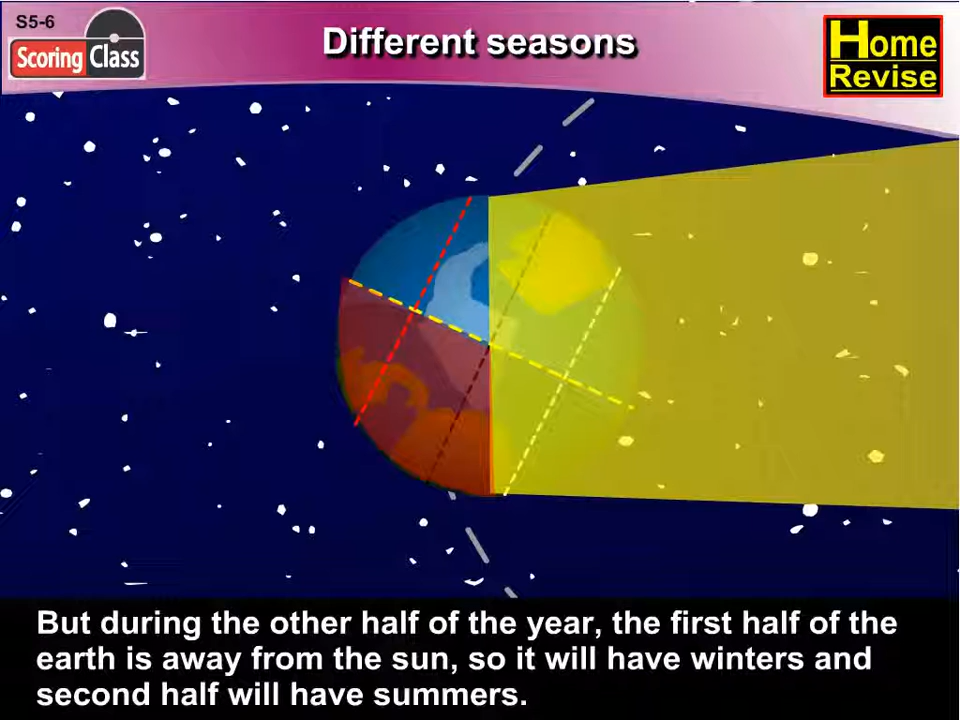 S5-6
Scoring Class
Different seasons
Home
Revise
But during the other half of the year, the first half of the
earth is away from the sun, so it will have winters and
second half will have summers.